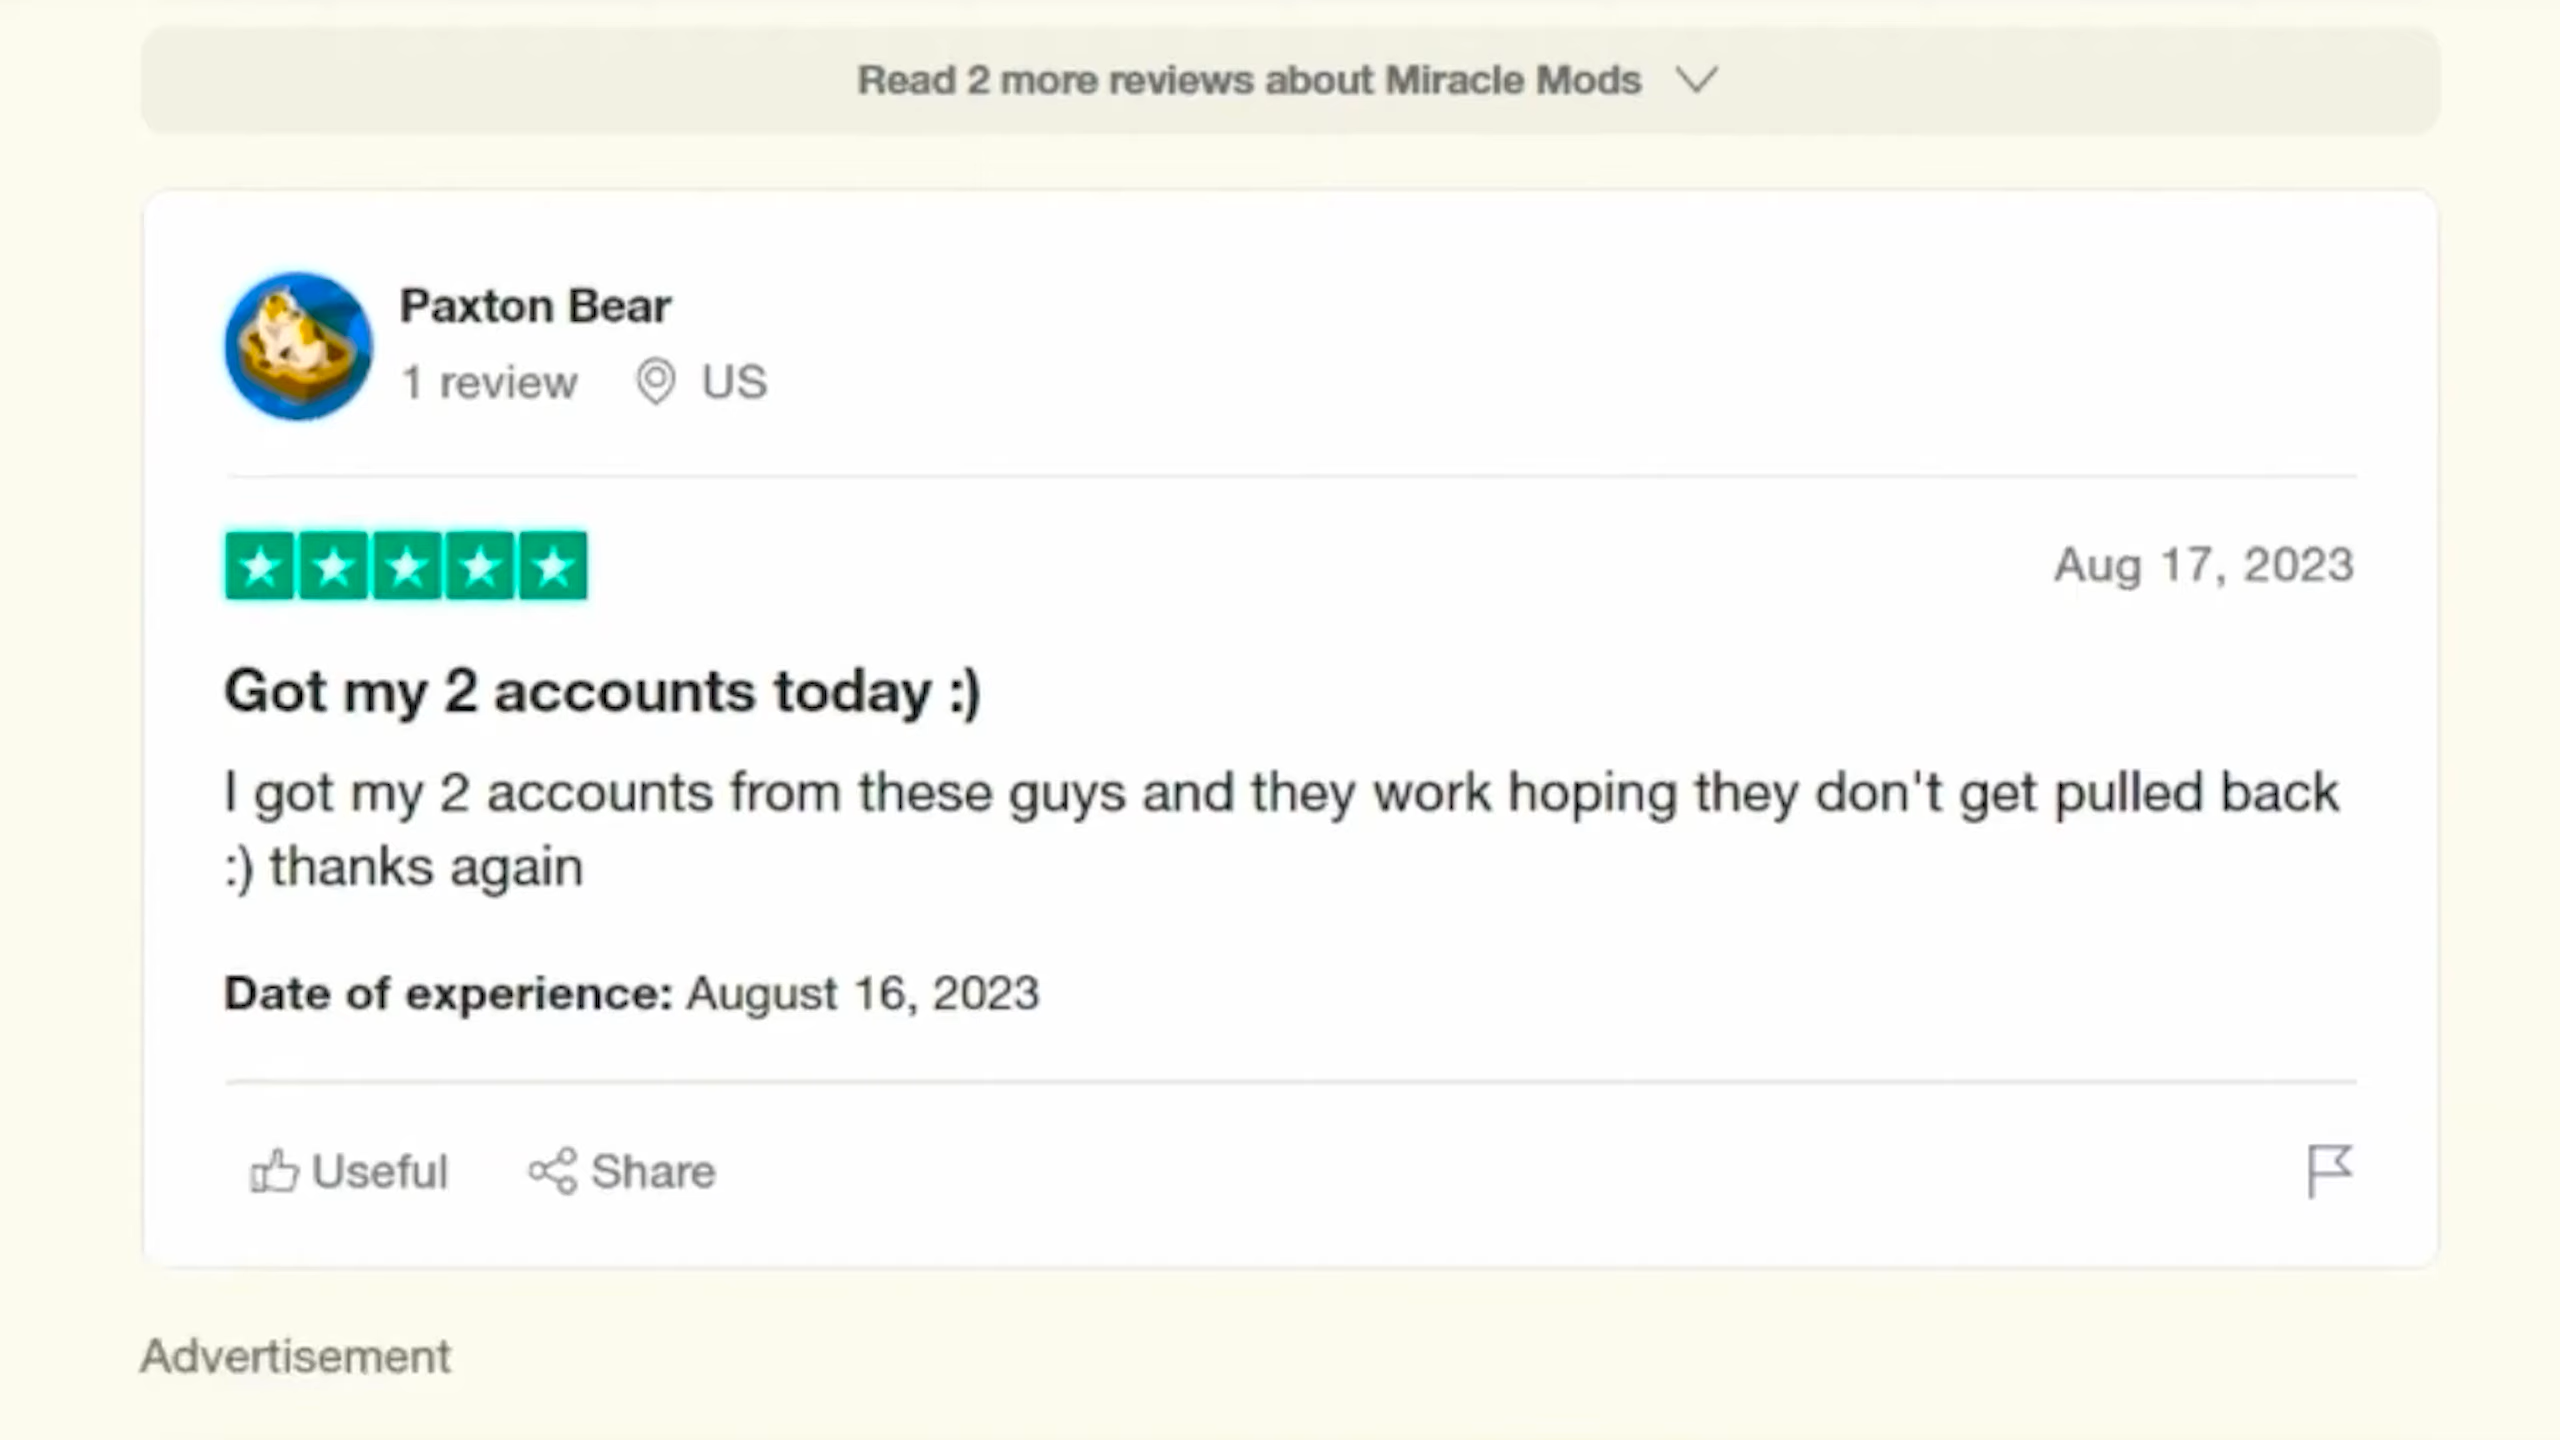 Read 2 more reviews about Miracle Mods
Paxton Bear
1 review US
Aug 17, 2023
Got my 2 accounts today :)
I got my 2 accounts from these guys and they work hoping they don't get pulled back
:) thanks again
Date of experience: August 16, 2023
Useful Share
Advertisement